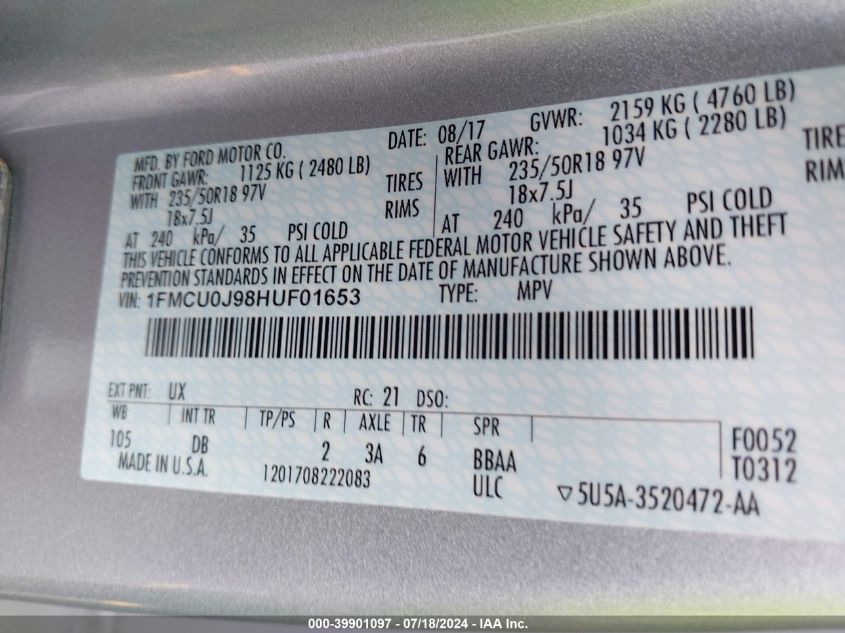 MFD. BY FORD MOTOR CO. DATE: 08/17 GVWR: 2159 KG ( 4760 LB)
FRONT GAWR: 1125 KG ( 2480 LB) REAR GAWR: 1034 KG ( 2280 LB)
WITH 235/50R18 97V TIRES WITH 235/50R18 97V TIRE
18x7.5J RIMS 18x7.5J RIM
AT 240 kPa/ 35 PSI COLD AT 240 kPa/ 35 PSI COLD
THIS VEHICLE CONFORMS TO ALL APPLICABLE FEDERAL MOTOR VEHICLE SAFETY AND THEFT
PREVENTION STANDARDS IN EFFECT ON THE DATE OF MANUFACTURE SHOWN ABOVE.
VIN: 1FMCU0J98HUF01653 TYPE: MPV
EXT PNT: UX RC: 21 DSO:
WB INT TR TP/PS R AXLE TR SPR
105 DB 2 3A 6 BBAA F0052
MADE IN U.S.A. 1201708222083 ULC T0312
▽5U5A-3520472-AA
000-39901097 - 07/18/2024 - IAA Inc.